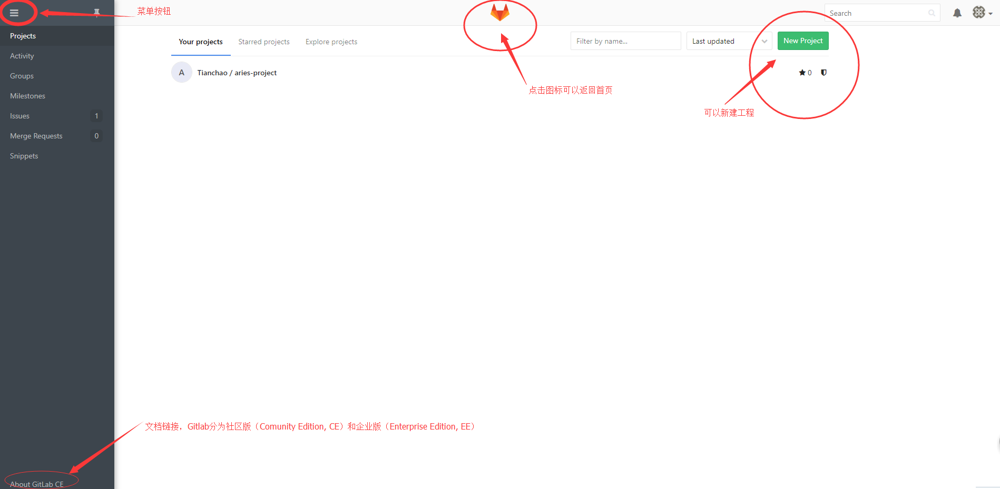 菜单按钮
Search
Projects
Activity
Groups
Milestones
Issues 1
Merge Requests 0
Snippets
Your projects Starred projects Explore projects Filter by name... Last updated New Project
A Tianchao / aries-project 0
点击图标可以返回首页
可以新建工程
文档链接，Gitlab分为社区版（Comunity Edition, CE）和企业版（Enterprise Edition, EE）
About GitLab CE